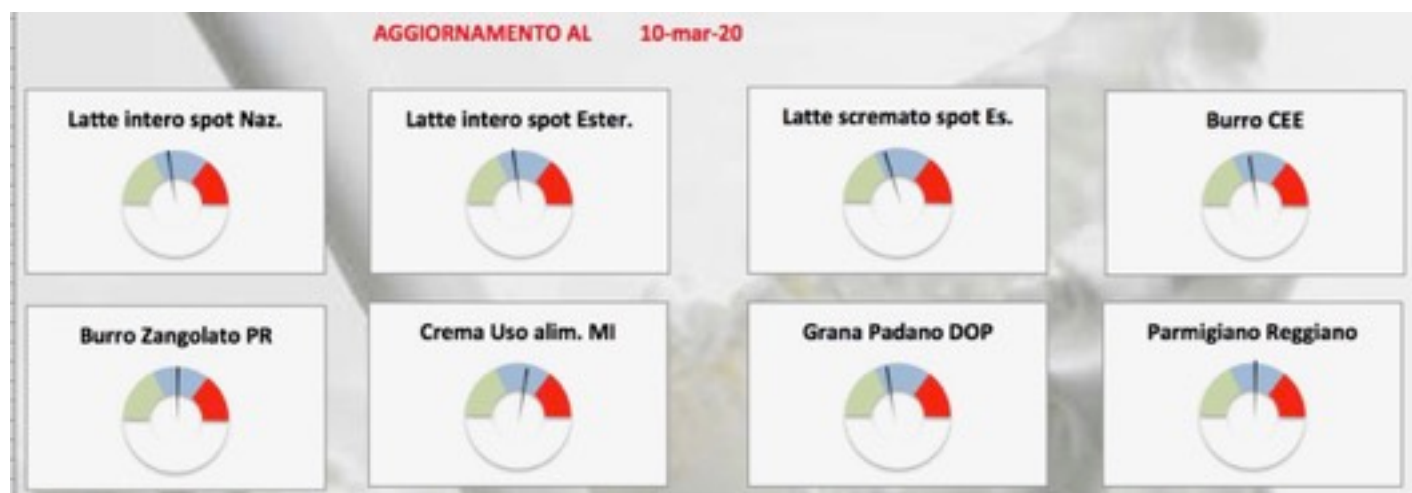 AGGIORNAMENTO AL 10-mar-20
Latte intero spot Naz.
Latte intero spot Ester.
Latte scremato spot Es.
Burro CEE
Burro Zangolato PR
Crema Uso alim. MI
Grana Padano DOP
Parmigiano Reggiano